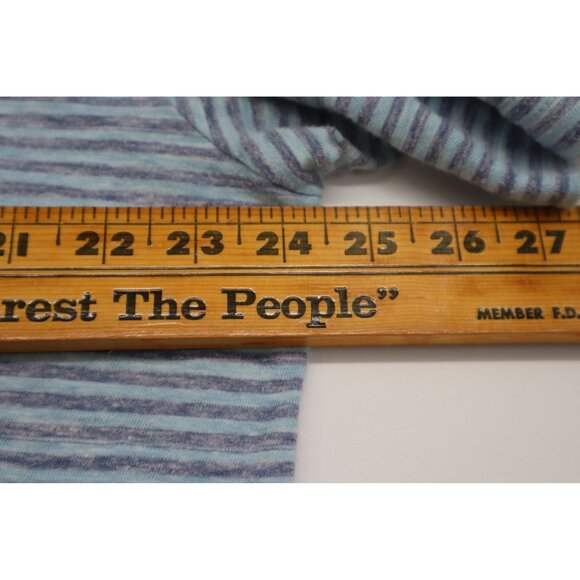 21 22 23 24 25 26 27
rest The People”
MEMBER F.D.